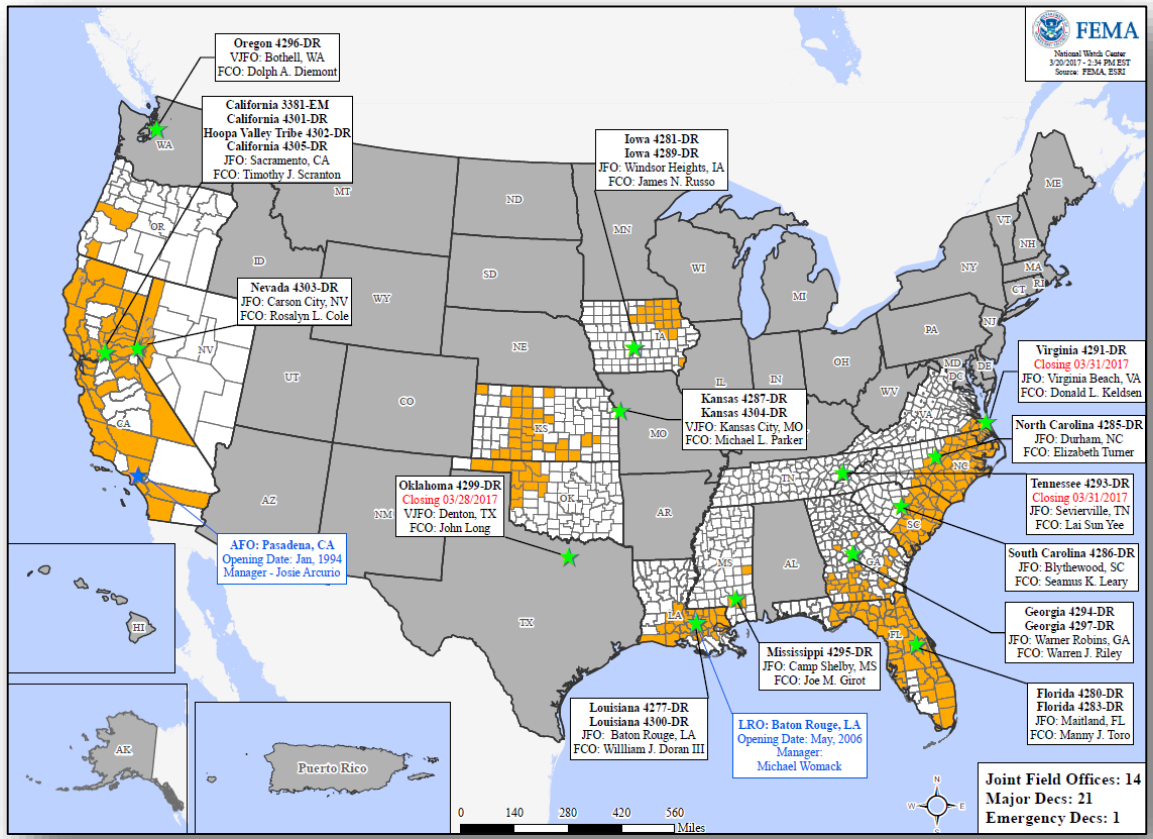 FEMA
National Watch Center
3/20/2017 - 2:34 PM EST
Source: FEMA, ESRI
Oregon 4296-DR
VJFO: Bothell, WA
FCO: Dolph A. Diemont
California 3381-EM
California 4301-DR
Hoopa Valley Tribe 4302-DR
California 4305-DR
JFO: Sacramento, CA
FCO: Timothy J. Scranton
Iowa 4281-DR
Iowa 4289-DR
JFO: Windsor Heights, IA
FCO: James N. Russo
Nevada 4303-DR
JFO: Carson City, NV
FCO: Rosalyn L. Cole
Virginia 4291-DR
Closing 03/31/2017
JFO: Virginia Beach, VA
FCO: Donald L. Keldsen
Kansas 4287-DR
Kansas 4304-DR
VJFO: Kansas City, MO
FCO: Michael L. Parker
North Carolina 4285-DR
JFO: Durham, NC
FCO: Elizabeth Turner
Oklahoma 4299-DR
Closing 03/28/2017
VJFO: Denton, TX
FCO: John Long
Tennessee 4293-DR
Closing 03/31/2017
JFO: Sevierville, TN
FCO: Lai Sun Yee
AFO: Pasadena, CA
Opening Date: Jan, 1994
Manager - Josie Arcurio
South Carolina 4286-DR
JFO: Blythewood, SC
FCO: Seamus K. Leary
Georgia 4294-DR
Georgia 4297-DR
JFO: Warner Robins, GA
FCO: Warren J. Riley
Mississippi 4295-DR
JFO: Camp Shelby, MS
FCO: Joe M. Girot
Florida 4280-DR
Florida 4283-DR
JFO: Maitland, FL
FCO: Manny J. Toro
Louisiana 4277-DR
Louisiana 4300-DR
JFO: Baton Rouge, LA
FCO: Willliam J. Doran III
LRO: Baton Rouge, LA
Opening Date: May, 2006
Manager:
Michael Womack
WA
MT
ND
MN
ME
OR
ID
SD
WI
VT
NH
NY
MA
CT
RI
WY
MI
NV
NE
IA
PA
NJ
UT
CO
IL
IN
OH
MD
DE
DC
WV
VA
CA
KS
MO
TN
NC
AZ
NM
OK
AR
SC
MS
AL
GA
TX
LA
FL
HI
AK
Puerto Rico
N
W
E
S
0
140
280
420
560
Miles
Joint Field Offices: 14
Major Decs: 21
Emergency Decs: 1